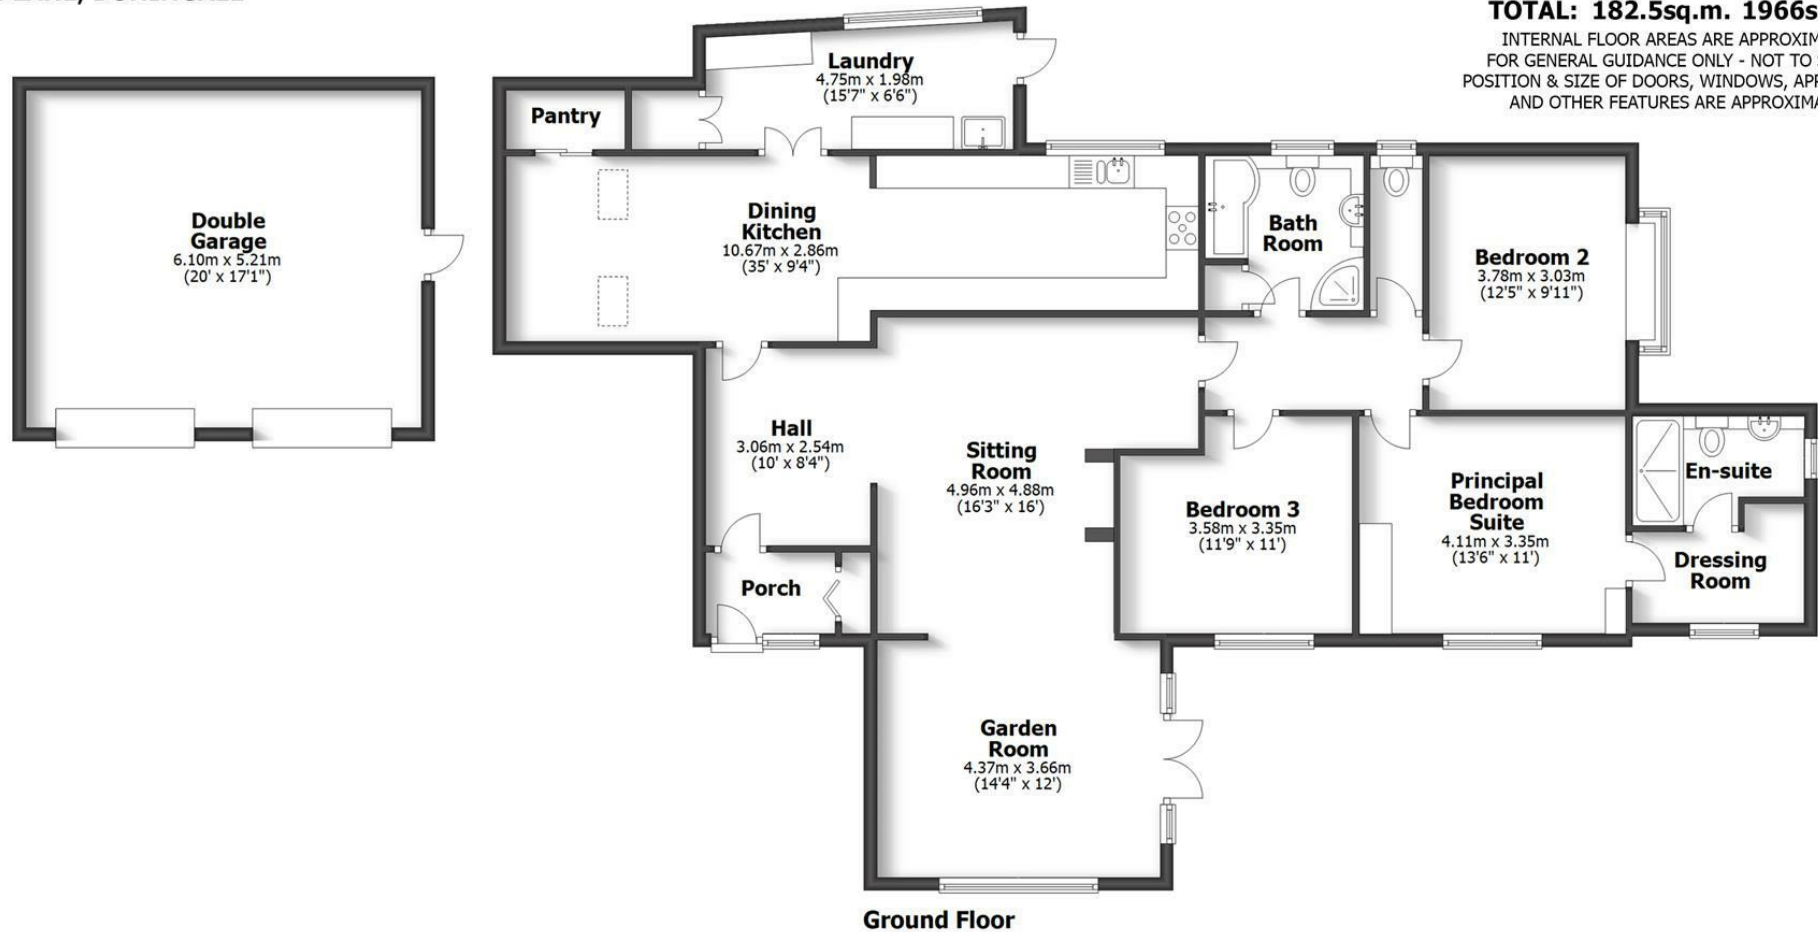 TOTAL: 182.5sq.m. 1966s
INTERNAL FLOOR AREAS ARE APPROXIM
FOR GENERAL GUIDANCE ONLY - NOT TO
POSITION & SIZE OF DOORS, WINDOWS, AP
AND OTHER FEATURES ARE APPROXIMA
Laundry
4.75m x 1.98m
(15'7" x 6'6")
Pantry
Double
Garage
6.10m x 5.21m
(20' x 17'1")
Dining
Kitchen
10.67m x 2.86m
(35' x 9'4")
Bath
Room
Bedroom 2
3.78m x 3.03m
(12'5" x 9'11")
Hall
3.06m x 2.54m
(10' x 8'4")
Sitting
Room
4.96m x 4.88m
(16'3" x 16')
Bedroom 3
3.58m x 3.35m
(11'9" x 11')
Principal
Bedroom
Suite
4.11m x 3.35m
(13'6" x 11')
En-suite
Dressing
Room
Porch
Garden
Room
4.37m x 3.66m
(14'4" x 12')
Ground Floor